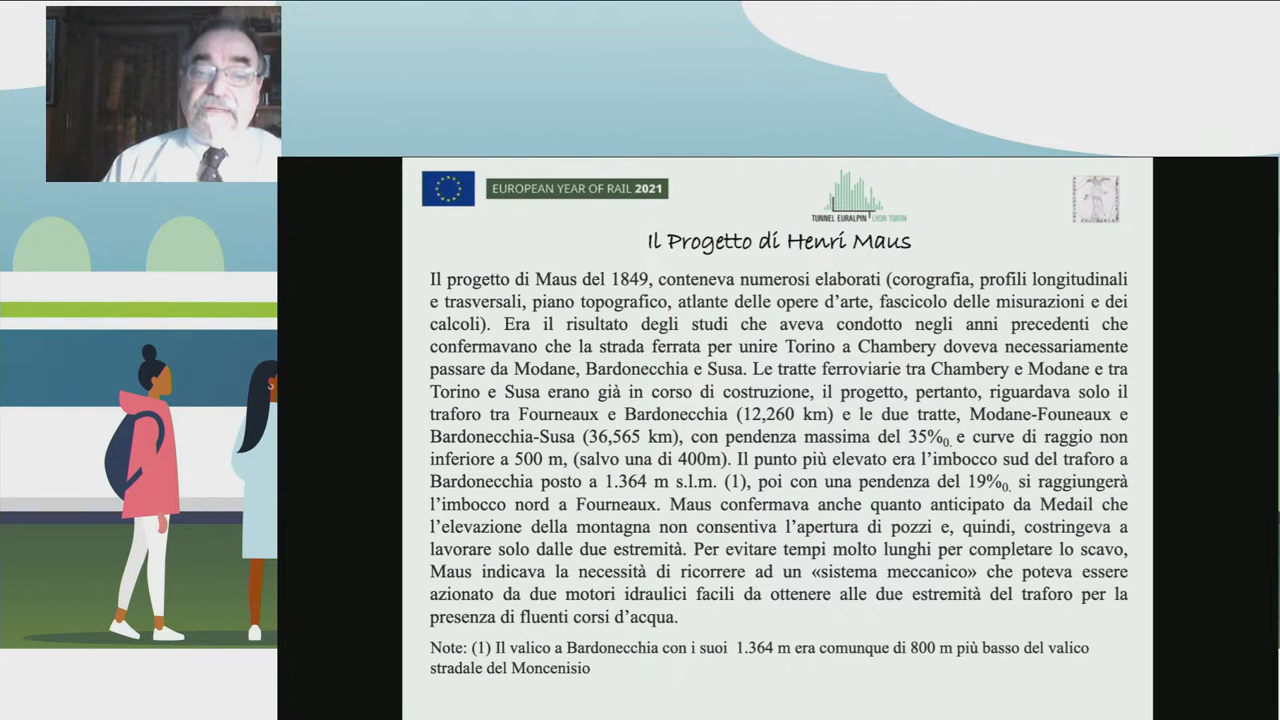 EUROPEAN YEAR OF RAIL 2021
TUNNEL EURALPIN LYON TURIN
Il Progetto di Henri Maus
Il progetto di Maus del 1849, conteneva numerosi elaborati (corografia, profili longitudinali
e trasversali, piano topografico, atlante delle opere d’arte, fascicolo delle misurazioni e dei
calcoli). Era il risultato degli studi che aveva condotto negli anni precedenti che
confermavano che la strada ferrata per unire Torino a Chambery doveva necessariamente
passare da Modane, Bardonecchia e Susa. Le tratte ferroviarie tra Chambery e Modane e tra
Torino e Susa erano già in corso di costruzione, il progetto, pertanto, riguardava solo il
traforo tra Fourneaux e Bardonecchia (12,260 km) e le due tratte, Modane-Founeaux e
Bardonecchia-Susa (36,565 km), con pendenza massima del 35%0. e curve di raggio non
inferiore a 500 m, (salvo una di 400m). Il punto più elevato era l’imbocco sud del traforo a
Bardonecchia posto a 1.364 m s.l.m. (1), poi con una pendenza del 19%0. si raggiungerà
l’imbocco nord a Fourneaux. Maus confermava anche quanto anticipato da Medail che
l’elevazione della montagna non consentiva l’apertura di pozzi e, quindi, costringeva a
lavorare solo dalle due estremità. Per evitare tempi molto lunghi per completare lo scavo,
Maus indicava la necessità di ricorrere ad un «sistema meccanico» che poteva essere
azionato da due motori idraulici facili da ottenere alle due estremità del traforo per la
presenza di fluenti corsi d’acqua.
Note: (1) Il valico a Bardonecchia con i suoi 1.364 m era comunque di 800 m più basso del valico
stradale del Moncenisio